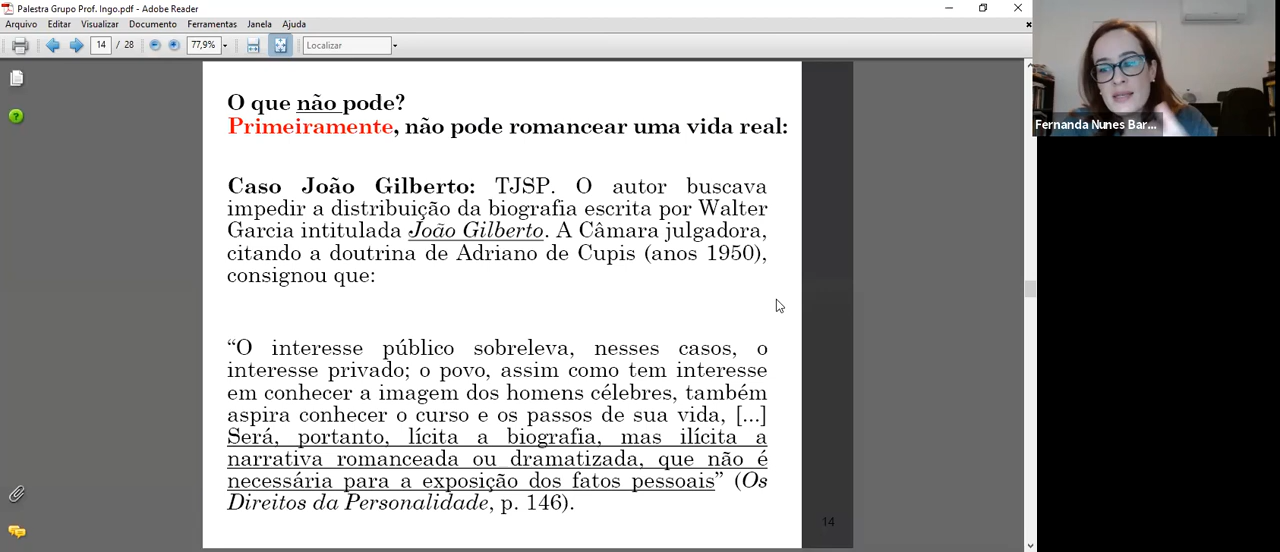 Palestra Grupo Prof. Ingo.pdf - Adobe Reader
Arquivo Editar Visualizar Documento Ferramentas Janela Ajuda
14 / 28 77,9% Localizar
O que não pode?
Primeiramente, não pode romancear uma vida real:
Caso João Gilberto: TJSP. O autor buscava
impedir a distribuição da biografia escrita por Walter
Garcia intitulada João Gilberto. A Câmara julgadora,
citando a doutrina de Adriano de Cupis (anos 1950),
consignou que:
“O interesse público sobreleva, nesses casos, o
interesse privado; o povo, assim como tem interesse
em conhecer a imagem dos homens célebres, também
aspira conhecer o curso e os passos de sua vida, [...]
Será, portanto, lícita a biografia, mas ilícita a
narrativa romanceada ou dramatizada, que não é
necessária para a exposição dos fatos pessoais” (Os
Direitos da Personalidade, p. 146).
14
Fernanda Nunes Bar...